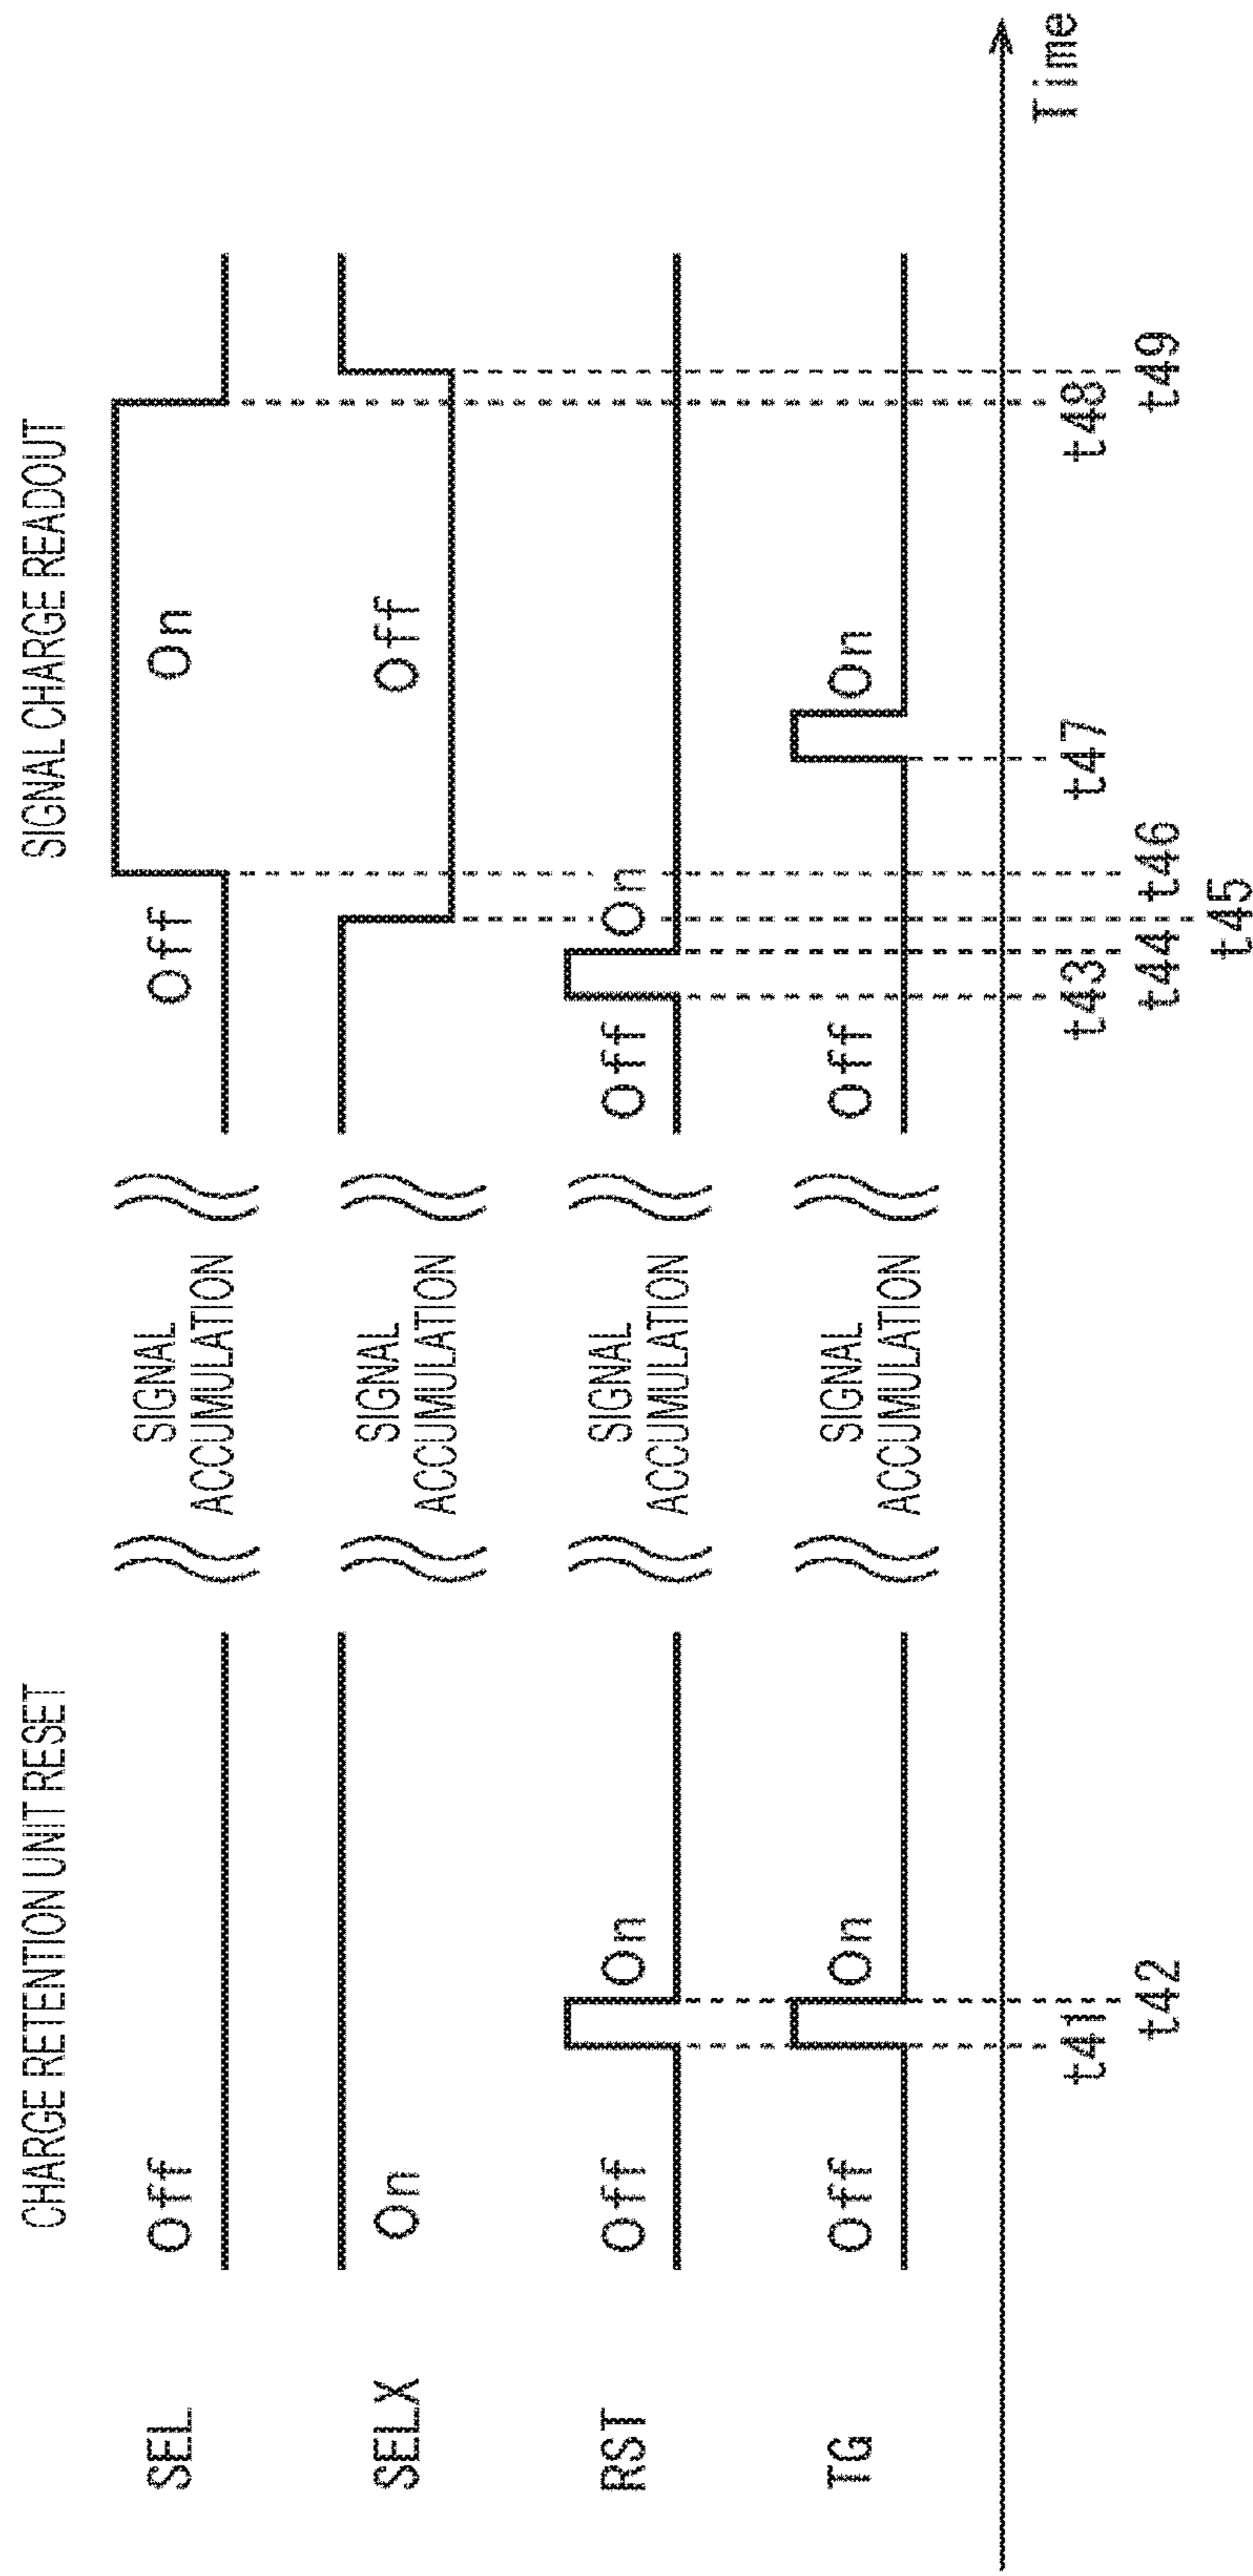 CHARGE RETENTION UNIT RESET
SIGNAL CHARGE READOUT
SEL
Off
SIGNAL
ACCUMULATION
Off
On
SELX
On
SIGNAL
ACCUMULATION
Off
RST
Off
On
SIGNAL
ACCUMULATION
Off
On
TG
Off
On
SIGNAL
ACCUMULATION
Off
On
Time
t41
t43
t47
t48
t42
t44
t46
t49
t45